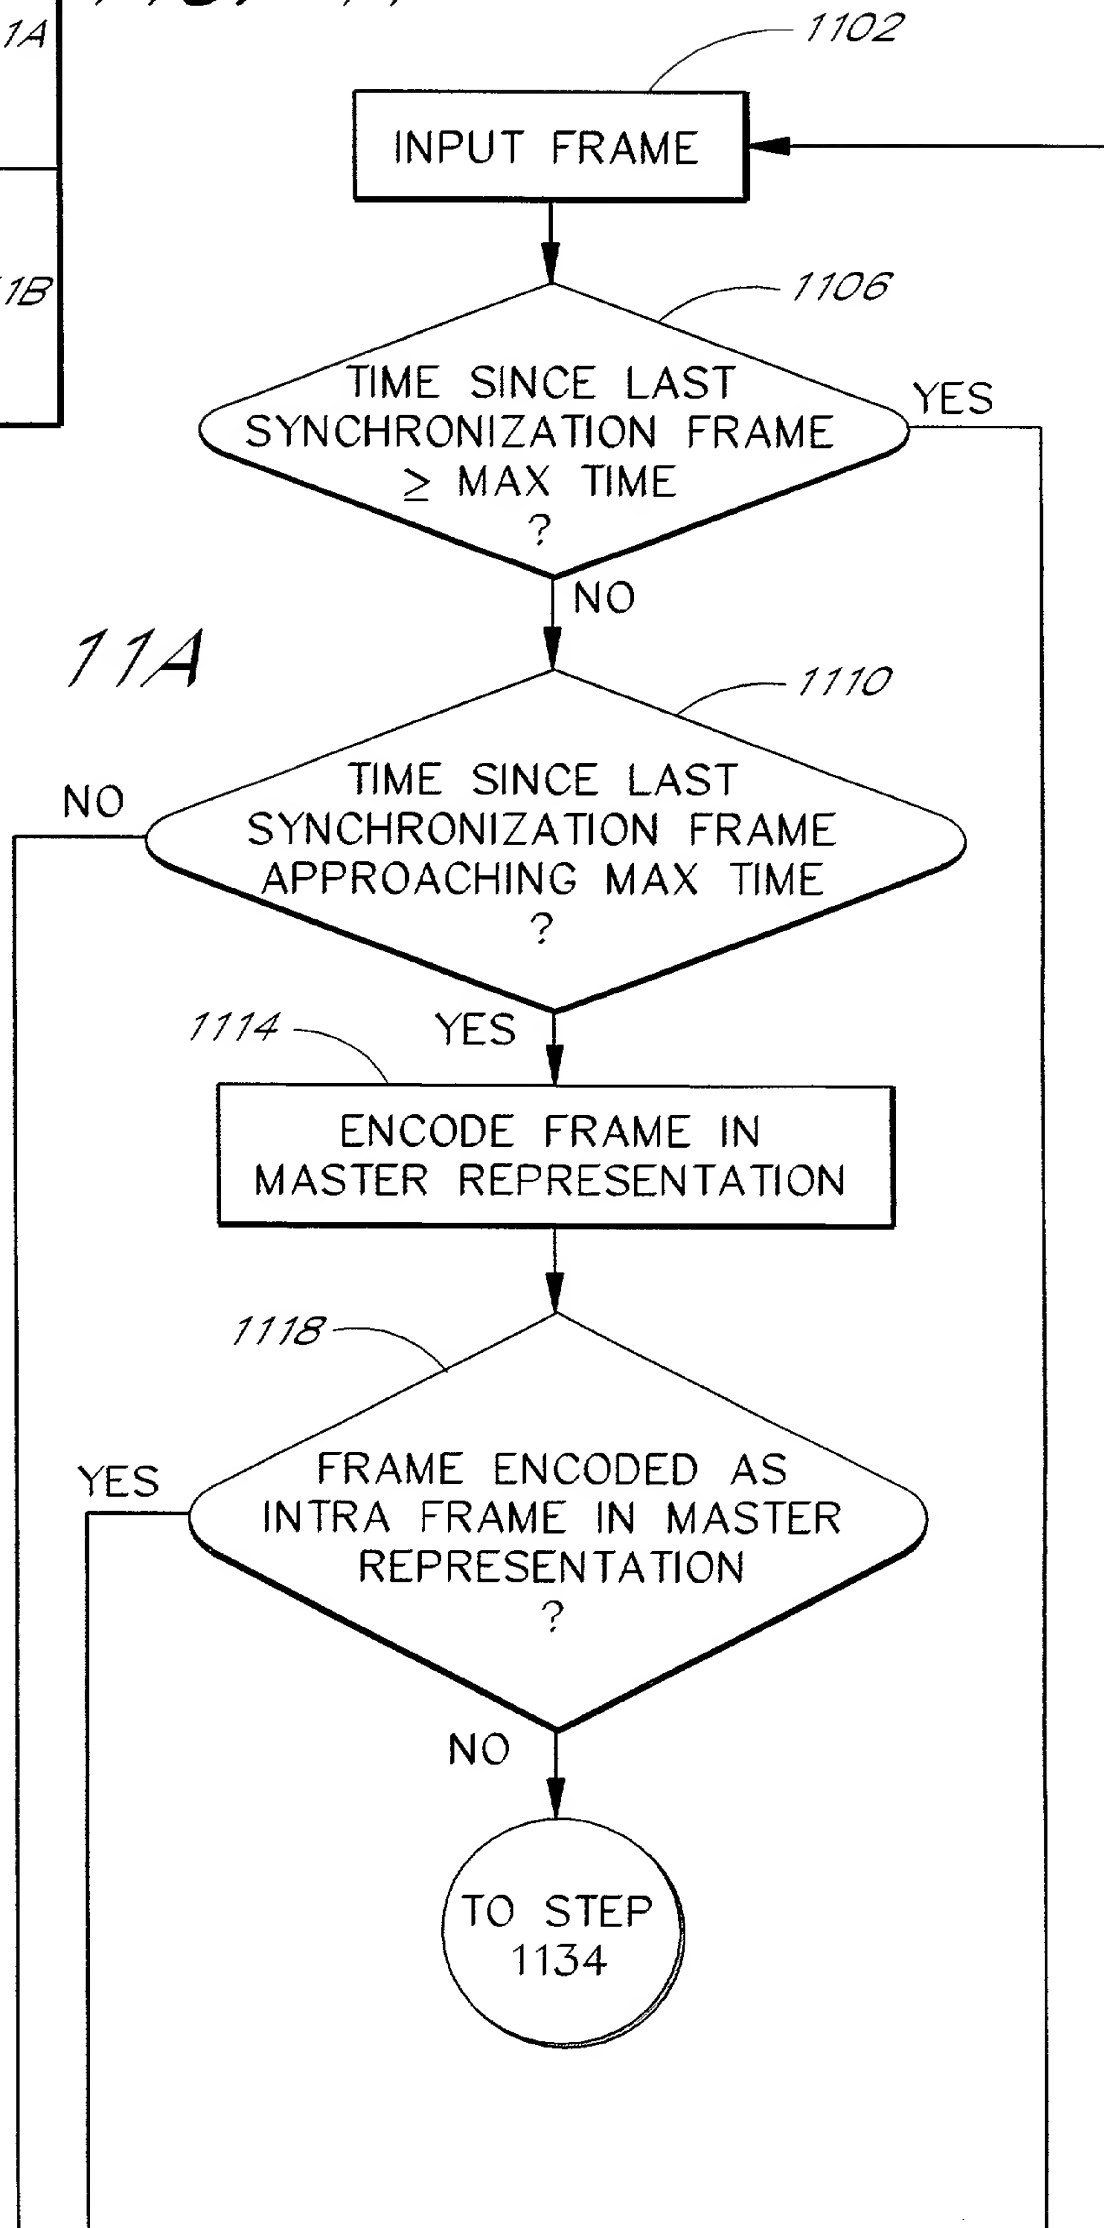 1A
1102
INPUT FRAME
1B
1106
TIME SINCE LAST
SYNCHRONIZATION FRAME
≥ MAX TIME
?
YES
NO
11A
1110
NO
TIME SINCE LAST
SYNCHRONIZATION FRAME
APPROACHING MAX TIME
?
YES
1114
ENCODE FRAME IN
MASTER REPRESENTATION
1118
YES
FRAME ENCODED AS
INTRA FRAME IN MASTER
REPRESENTATION
?
NO
TO STEP
1134